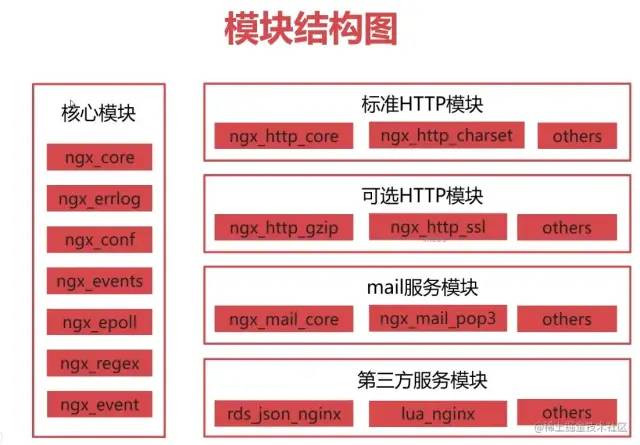 模块结构图
核心模块
ngx_core
ngx_errlog
ngx_conf
ngx_events
ngx_epoll
ngx_regex
ngx_event
标准HTTP模块
ngx_http_core ngx_http_charset others
可选HTTP模块
ngx_http_gzip ngx_http_ssl others
mail服务模块
ngx_mail_core ngx_mail_pop3 others
第三方服务模块
rds_json_nginx lua_nginx others
@稀土掘金技术社区